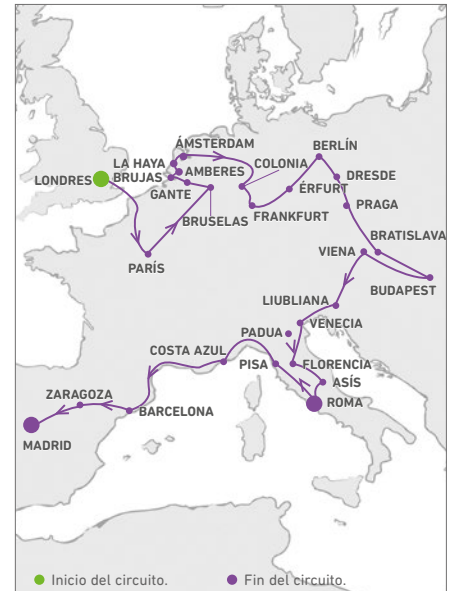 ÁMSTERDAM
BERLÍN
LA HAYA
COLONIA
BRUJAS
AMBERES
LONDRES
DRESDE
GANTE
ÉRFURT
BRUSELAS
FRANKFURT
PRAGA
BRATISLAVA
VIENA
PARÍS
BUDAPEST
LIUBLIANA
VENECIA
PADUA
COSTA AZUL
PISA
FLORENCIA
ASÍS
ZARAGOZA
ROMA
BARCELONA
MADRID
Inicio del circuito.
Fin del circuito.